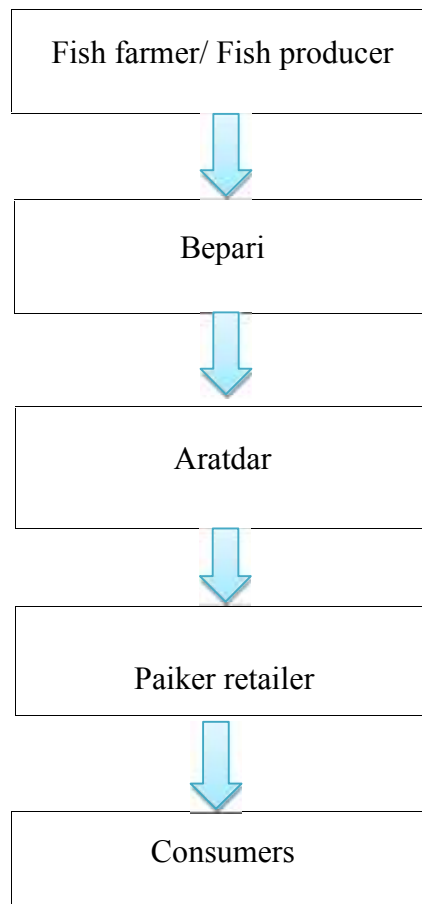 Fish farmer/ Fish producer
Bepari
Aratdar
Paiker retailer
Consumers